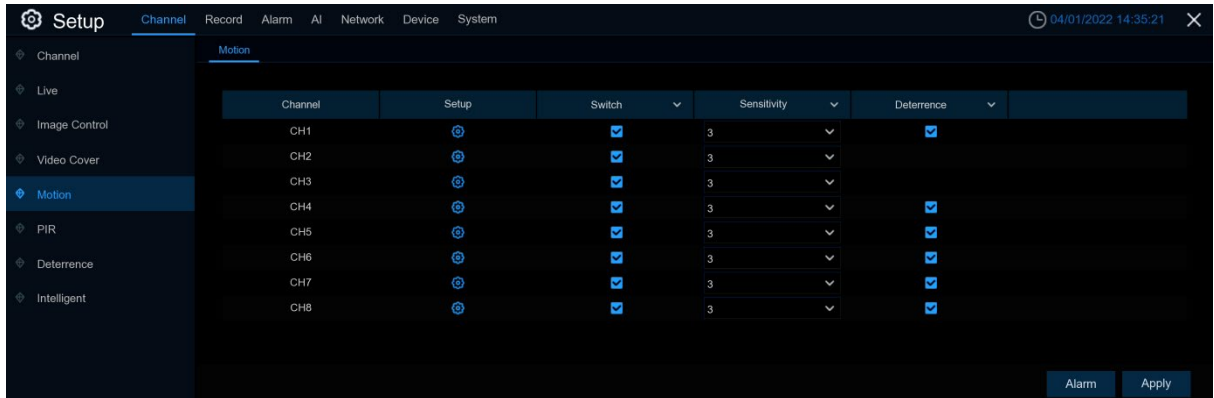 Setup Channel Record Alarm AI Network Device System 04/01/2022 14:35:21
Channel
Motion
Live
Image Control
Video Cover
Motion
PIR
Deterrence
Intelligent
Channel Setup Switch Sensitivity Deterrence
CH1 3
CH2 3
CH3 3
CH4 3
CH5 3
CH6 3
CH7 3
CH8 3
Alarm Apply